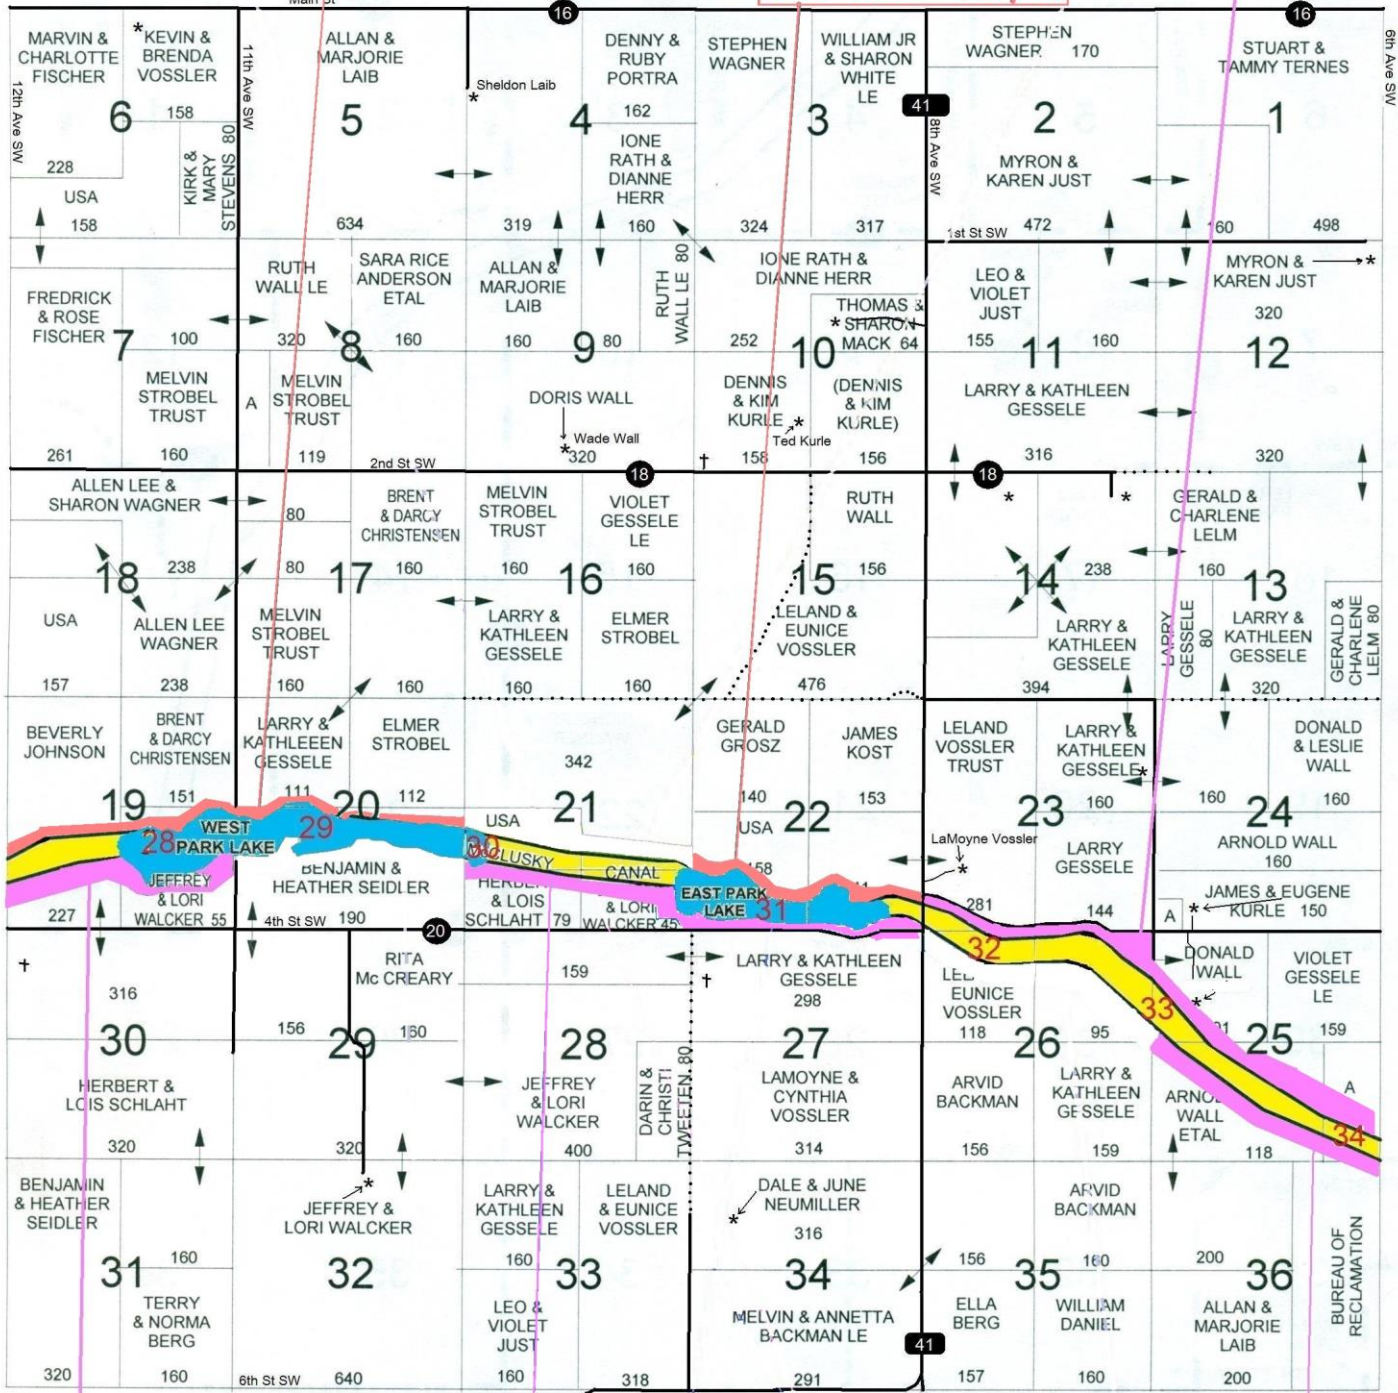 Main St
16
16
MARVIN &
CHARLOTTE
FISCHER
* KEVIN &
BRENDA
VOSSLER
158
6
228
USA
158
KIRK &
MARY
STEVENS 80
12th Ave SW
11th Ave SW
ALLAN &
MARJORIE
LAIB
5
634
Sheldon Laib
*
4
319
DENNY &
RUBY
PORTRA
162
IONE
RATH &
DIANNE
HERR
160
STEPHEN
WAGNER
324
WILLIAM JR
& SHARON
WHITE
LE
3
317
41
8th Ave SW
STEPHEN
WAGNER 170
2
MYRON &
KAREN JUST
472
1st St SW
STUART &
TAMMY TERNES
1
160
498
6th Ave SW
FREDRICK
& ROSE
FISCHER
7
100
MELVIN
STROBEL
TRUST
261
160
RUTH
WALL LE
320
8
SARA RICE
ANDERSON
ETAL
160
A
MELVIN
STROBEL
TRUST
119
2nd St SW
ALLAN &
MARJORIE
LAIB
160
9
80
RUTH
WALL LE 80
DORIS WALL
Wade Wall
*
320
IONE RATH &
DIANNE HERR
252
10
THOMAS &
* SHARON
MACK 64
DENNIS
& KIM
KURLE
*
Ted Kurle
158
(DENNIS
& KIM
KURLE)
156
†
LEO &
VIOLET
JUST
155
11
160
LARRY & KATHLEEN
GESSELE
316
MYRON &
KAREN JUST
*
320
12
320
18
18
ALLEN LEE &
SHARON WAGNER
18
238
USA
157
ALLEN LEE
WAGNER
238
80
80
17
BRENT
& DARCY
CHRISTENSEN
160
MELVIN
STROBEL
TRUST
160
160
MELVIN
STROBEL
TRUST
160
16
VIOLET
GESSELE
LE
160
LARRY &
KATHLEEN
GESSELE
160
ELMER
STROBEL
160
RUTH
WALL
156
15
LELAND &
EUNICE
VOSSLER
476
*
*
14
238
LARRY &
KATHLEEN
GESSELE
394
GERALD &
CHARLENE
LELM
160
13
LARRY
GESSELE
80
LARRY &
KATHLEEN
GESSELE
320
GERALD &
CHARLENE
LELM 80
BEVERLY
JOHNSON
19
BRENT
& DARCY
CHRISTENSEN
151
LARRY &
KATHLEEEN
GESSELE
111
20
ELMER
STROBEL
112
342
21
USA
GERALD
GROSZ
140
USA
158
22
JAMES
KOST
153
LELAND
VOSSLER
TRUST
23
LARRY &
KATHLEEN
GESSELE
*
160
LaMoyne Vossler
*
281
LARRY
GESSELE
144
160
24
DONALD
& LESLIE
WALL
160
ARNOLD WALL
160
JAMES & EUGENE
KURLE 150
A
*
28
WEST
PARK LAKE
29
30
McCLUSKY
CANAL
EAST PARK
LAKE
31
32
33
34
227
JEFFREY
& LORI
WALCKER 55
BENJAMIN &
HEATHER SEIDLER
190
4th St SW
20
& LOIS
SCHLAHT 79
& LORI
WALCKER 45
†
316
30
HERBERT &
LOIS SCHLAHT
320
156
29
RITA
Mc CREARY
160
320
159
28
JEFFREY
& LORI
WALCKER
400
DARIN &
CHRISTI
TWEETEN 80
†
LARRY & KATHLEEN
GESSELE
298
27
LAMOYNE &
CYNTHIA
VOSSLER
314
EUNICE
VOSSLER
118
26
95
ARVID
BACKMAN
156
LARRY &
KATHLEEN
GESSELE
159
DONALD
WALL
*
25
VIOLET
GESSELE
LE
159
A
WALL
ETAL
118
BENJAMIN
& HEATHER
SEIDLER
31
160
TERRY
& NORMA
BERG
320
160
*
JEFFREY &
LORI WALCKER
32
6th St SW
640
LARRY &
KATHLEEN
GESSELE
160
33
LELAND
& EUNICE
VOSSLER
LEO &
VIOLET
JUST
160
318
*
DALE & JUNE
NEUMILLER
316
34
MELVIN & ANNETTA
BACKMAN LE
291
41
ARVID
BACKMAN
156
35
160
ELLA
BERG
157
WILLIAM
DANIEL
160
200
36
ALLAN &
MARJORIE
LAIB
200
BUREAU OF
RECLAMATION